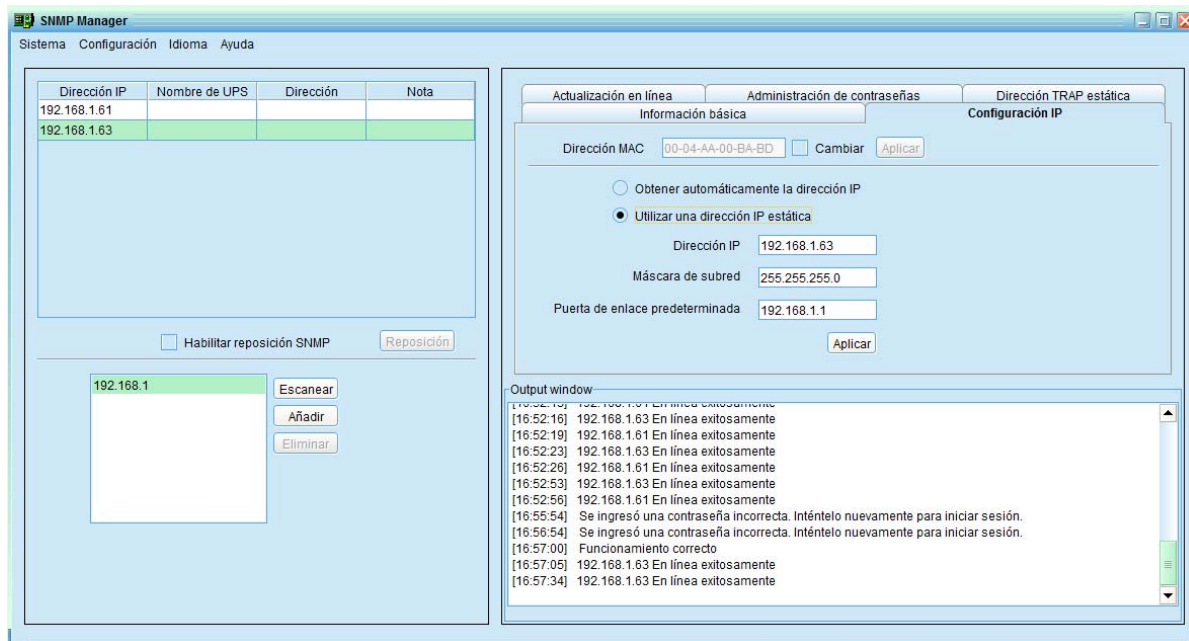 SNMP Manager
Sistema Configuración Idioma Ayuda
Dirección IP Nombre de UPS Dirección Nota
192.168.1.61
192.168.1.63
Habilitar reposición SNMP Reposición
192.168.1
Escanear
Añadir
Eliminar
Actualización en línea Administración de contraseñas Dirección TRAP estática
Información básica Configuración IP
Dirección MAC 00-04-AA-00-BA-BD Cambiar Aplicar
Obtener automáticamente la dirección IP
Utilizar una dirección IP estática
Dirección IP 192.168.1.63
Máscara de subred 255.255.255.0
Puerta de enlace predeterminada 192.168.1.1
Aplicar
Output window
[16:52:16] 192.168.1.63 En línea exitosamente
[16:52:19] 192.168.1.61 En línea exitosamente
[16:52:23] 192.168.1.63 En línea exitosamente
[16:52:26] 192.168.1.61 En línea exitosamente
[16:52:53] 192.168.1.63 En línea exitosamente
[16:52:56] 192.168.1.61 En línea exitosamente
[16:55:54] Se ingresó una contraseña incorrecta. Inténtelo nuevamente para iniciar sesión.
[16:56:54] Se ingresó una contraseña incorrecta. Inténtelo nuevamente para iniciar sesión.
[16:57:00] Funcionamiento correcto
[16:57:05] 192.168.1.63 En línea exitosamente
[16:57:34] 192.168.1.63 En línea exitosamente